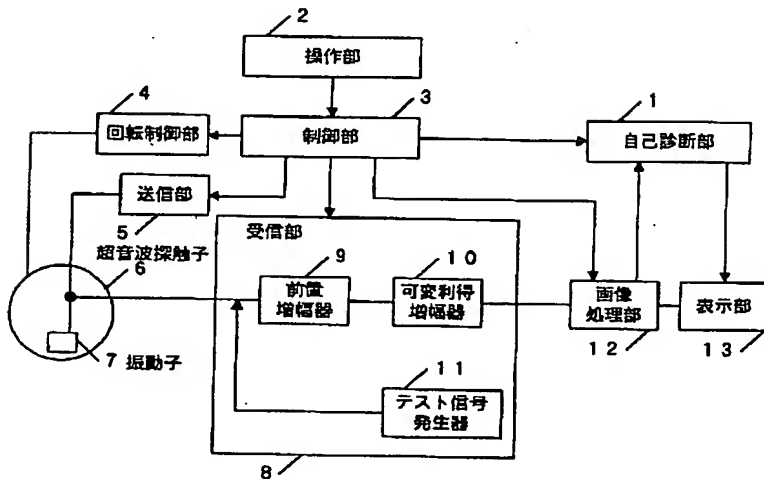 2
操作部
4
3
1
回転制御部
制御部
自己診断部
送信部
5
受信部
超音波探触子
6
9
10
前置
増幅器
可変利得
増幅器
画像
処理部
表示部
12
13
7 振動子
11
テスト信号
発生器
8